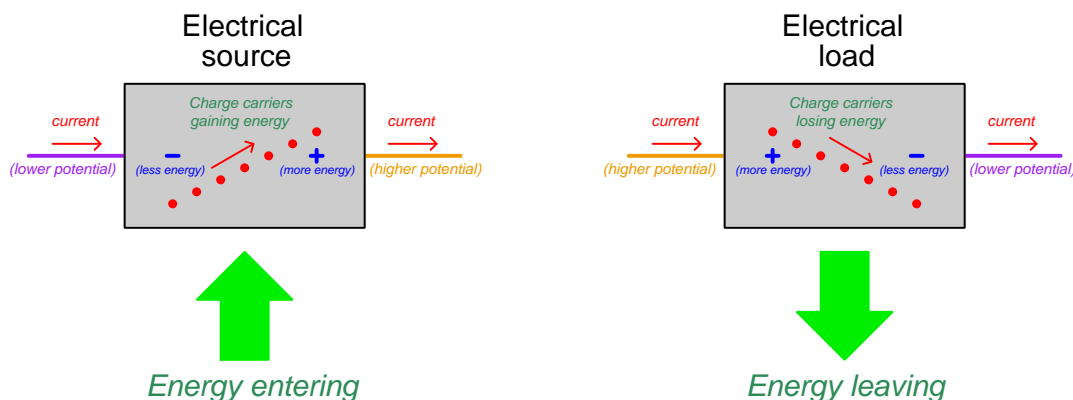 Electrical
source
Charge carriers
gaining energy
current
current
(lower potential)
(less energy)
(more energy)
(higher potential)
Energy entering
Electrical
load
Charge carriers
losing energy
current
current
(higher potential)
(more energy)
(less energy)
(lower potential)
Energy leaving